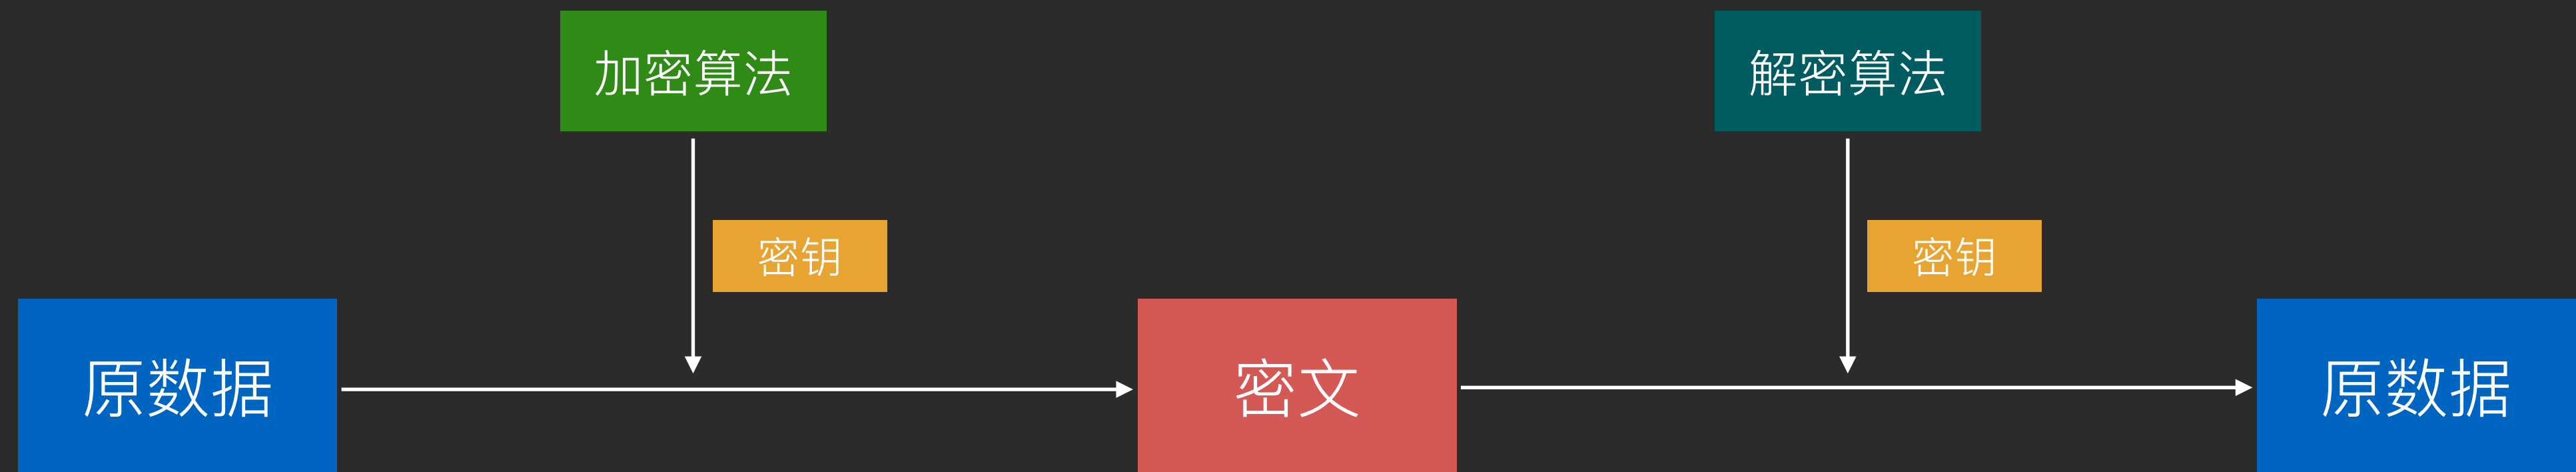 加密算法
解密算法
密钥
密钥
原数据
密文
原数据